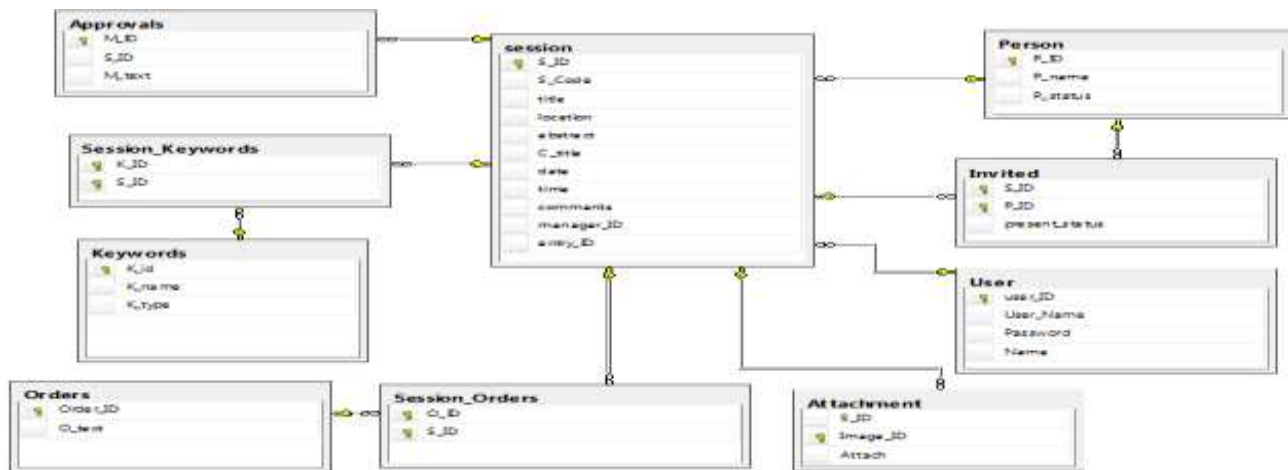 Approvals
M_ID
S_ID
M_text
session
S_ID
S_Code
title
location
abstract
C_title
date
time
comments
manager_ID
entry_ID
Person
P_ID
P_name
P_status
Session_Keywords
K_ID
S_ID
Invited
S_ID
P_ID
present_status
Keywords
K_id
K_name
K_type
User
user_ID
User_Name
Password
Name
Orders
Order_ID
O_text
Session_Orders
O_ID
S_ID
Attachment
S_ID
Image_ID
Attach